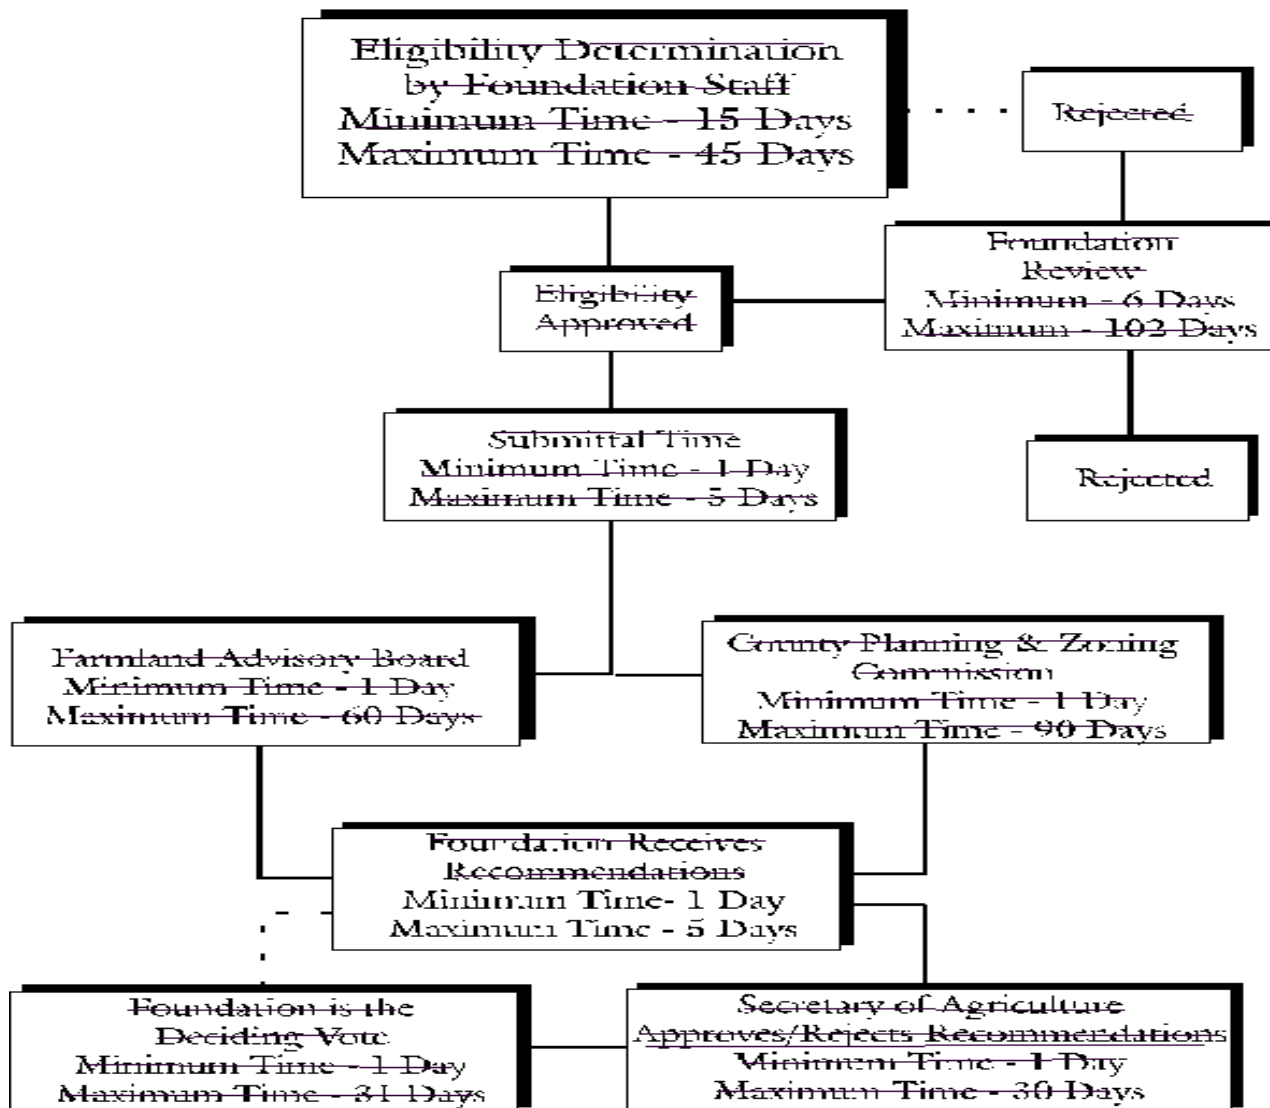 Eligibility Determination
by Foundation Staff
Minimum Time - 15 Days
Maximum Time - 45 Days
Rejected
Foundation
Review
Minimum - 6 Days
Maximum - 102 Days
Eligibility
Approved
Submittal Time
Minimum Time - 1 Day
Maximum Time - 5 Days
Rejected
Farmland Advisory Board
Minimum Time - 1 Day
Maximum Time - 60 Days
County Planning & Zoning
Commission
Minimum Time - 1 Day
Maximum Time - 90 Days
Foundation Receives
Recommendations
Minimum Time- 1 Day
Maximum Time - 5 Days
Foundation is the
Deciding Vote
Minimum Time - 1 Day
Maximum Time - 31 Days
Secretary of Agriculture
Approves/Rejects Recommendations
Minimum Time - 1 Day
Maximum Time - 30 Days